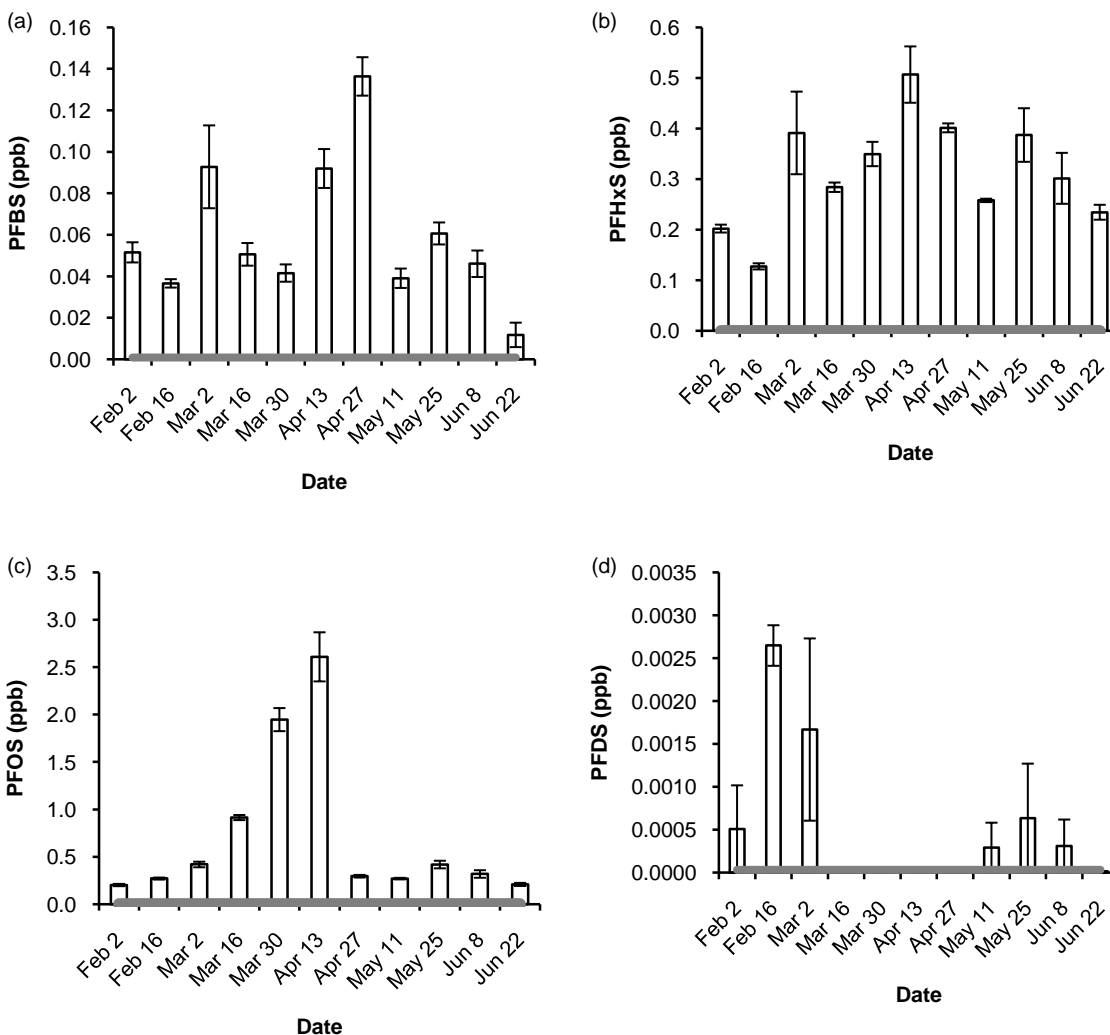 (a)
0.16
0.14
0.12
0.10
0.08
0.06
0.04
0.02
0.00
PFBS (ppb)
Feb 2
Feb 16
Mar 2
Mar 16
Mar 30
Apr 13
Apr 27
May 11
May 25
Jun 8
Jun 22
Date
(b)
0.6
0.5
0.4
0.3
0.2
0.1
0.0
PFHxS (ppb)
Feb 2
Feb 16
Mar 2
Mar 16
Mar 30
Apr 13
Apr 27
May 11
May 25
Jun 8
Jun 22
Date
(c)
3.5
3.0
2.5
2.0
1.5
1.0
0.5
0.0
PFOS (ppb)
Feb 2
Feb 16
Mar 2
Mar 16
Mar 30
Apr 13
Apr 27
May 11
May 25
Jun 8
Jun 22
Date
(d)
0.0035
0.0030
0.0025
0.0020
0.0015
0.0010
0.0005
0.0000
PFDS (ppb)
Feb 2
Feb 16
Mar 2
Mar 16
Mar 30
Apr 13
Apr 27
May 11
May 25
Jun 8
Jun 22
Date